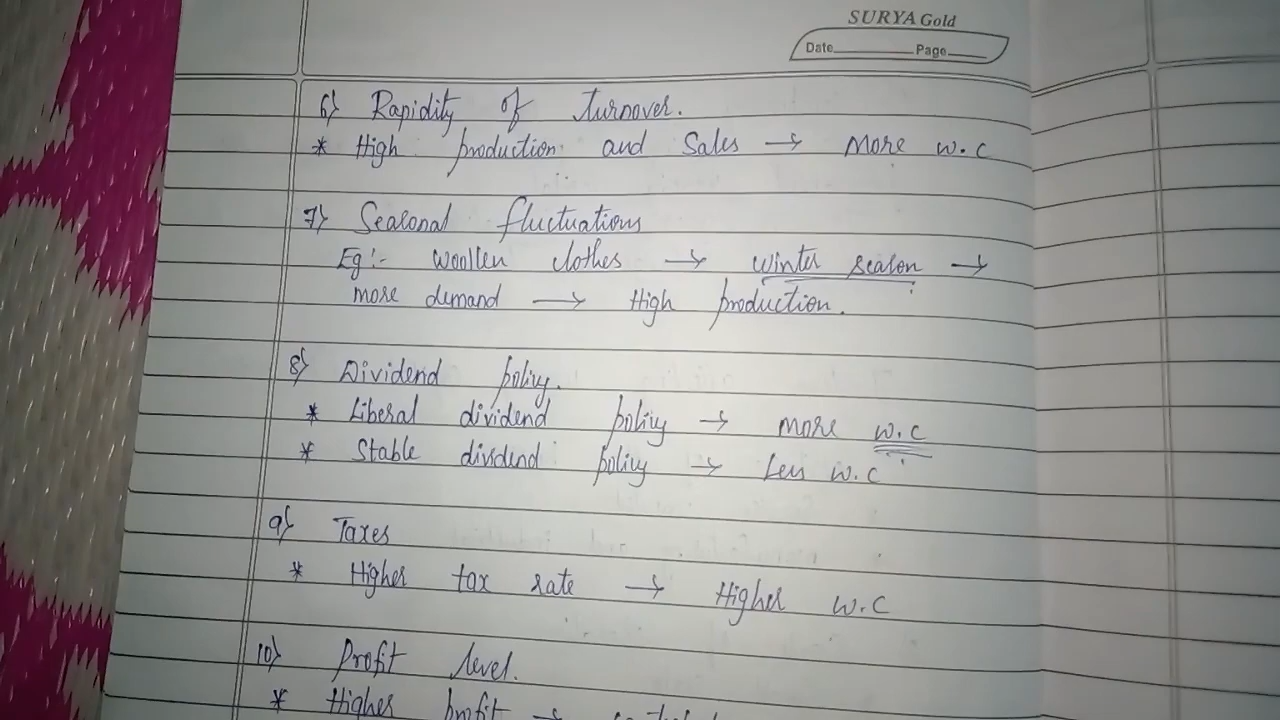 SURYA Gold
Date Page
6) Rapidity of turnover.
* High production and Sales → More w.c
7) Seasonal fluctuations
Eg:- woollen clothes → winter season →
more demand → High production.
8) Dividend policy.
* Liberal dividend policy → more w.c
* Stable dividend policy → Less w.c
9) Taxes
* Higher tax rate → Higher w.c
10) Profit level.
* Higher profit →